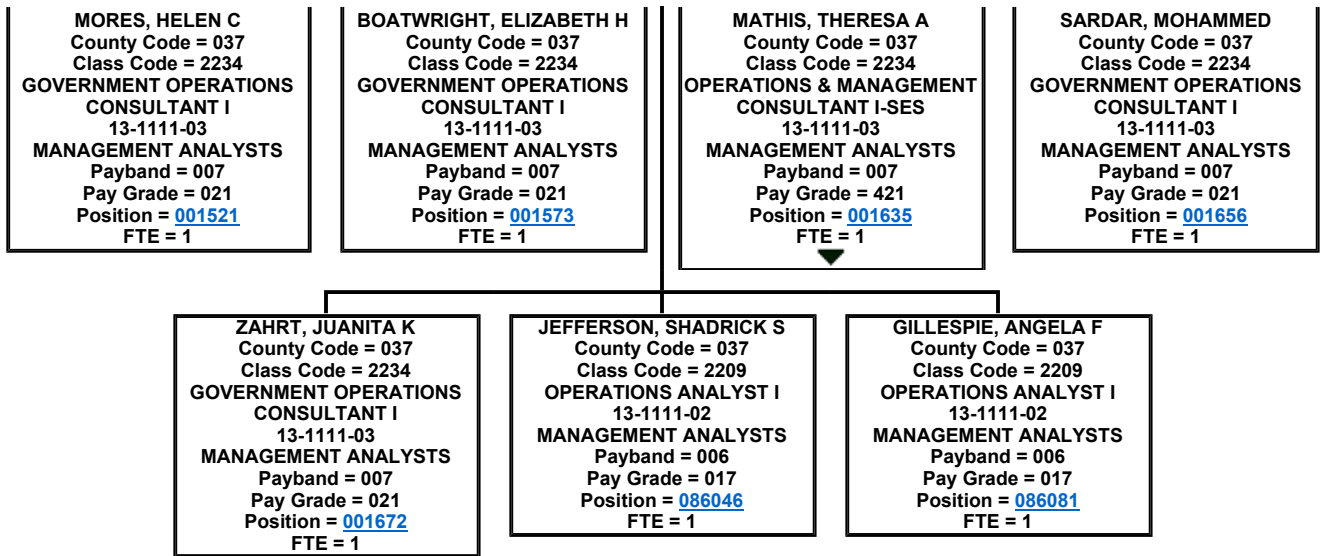 MORES, HELEN C
County Code = 037
Class Code = 2234
GOVERNMENT OPERATIONS
CONSULTANT I
13-1111-03
MANAGEMENT ANALYSTS
Payband = 007
Pay Grade = 021
Position = 001521
FTE = 1
BOATWRIGHT, ELIZABETH H
County Code = 037
Class Code = 2234
GOVERNMENT OPERATIONS
CONSULTANT I
13-1111-03
MANAGEMENT ANALYSTS
Payband = 007
Pay Grade = 021
Position = 001573
FTE = 1
MATHIS, THERESA A
County Code = 037
Class Code = 2234
OPERATIONS & MANAGEMENT
CONSULTANT I-SES
13-1111-03
MANAGEMENT ANALYSTS
Payband = 007
Pay Grade = 421
Position = 001635
FTE = 1
SARDAR, MOHAMMED
County Code = 037
Class Code = 2234
GOVERNMENT OPERATIONS
CONSULTANT I
13-1111-03
MANAGEMENT ANALYSTS
Payband = 007
Pay Grade = 021
Position = 001656
FTE = 1
ZAHRT, JUANITA K
County Code = 037
Class Code = 2234
GOVERNMENT OPERATIONS
CONSULTANT I
13-1111-03
MANAGEMENT ANALYSTS
Payband = 007
Pay Grade = 021
Position = 001672
FTE = 1
JEFFERSON, SHADRICK S
County Code = 037
Class Code = 2209
OPERATIONS ANALYST I
13-1111-02
MANAGEMENT ANALYSTS
Payband = 006
Pay Grade = 017
Position = 086046
FTE = 1
GILLESPIE, ANGELA F
County Code = 037
Class Code = 2209
OPERATIONS ANALYST I
13-1111-02
MANAGEMENT ANALYSTS
Payband = 006
Pay Grade = 017
Position = 086081
FTE = 1